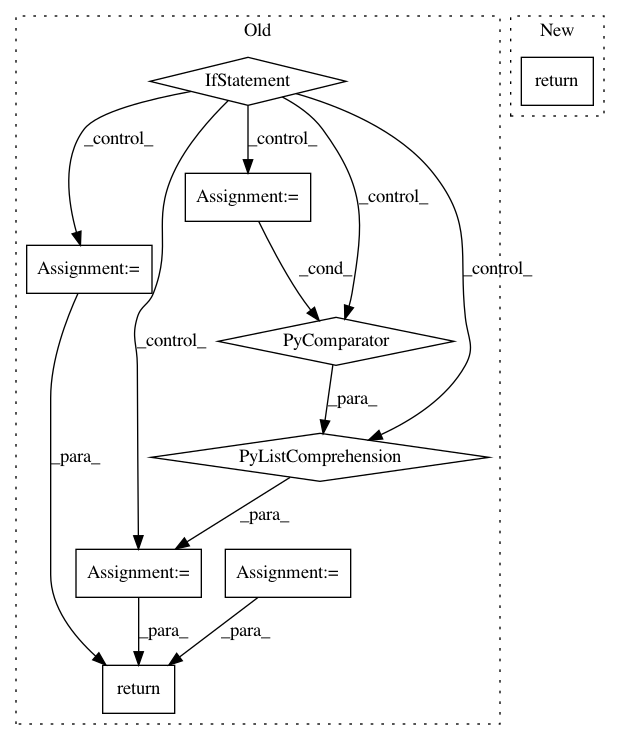 Old
New
IfStatement
return
_control_
_control_
Assignment:=
_control_
Assignment:=
_cond_
_control_
_control_
PyComparator
_para_
_para_
PyListComprehension
_para_
Assignment:=
Assignment:=
_para_
_para_
return